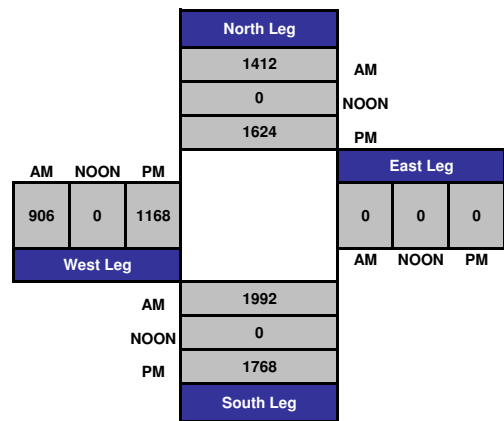 North Leg
1412 AM
0 NOON
1624 PM
AM NOON PM East Leg
906 0 1168 0 0 0
West Leg AM NOON PM
AM 1992
NOON 0
PM 1768
South Leg